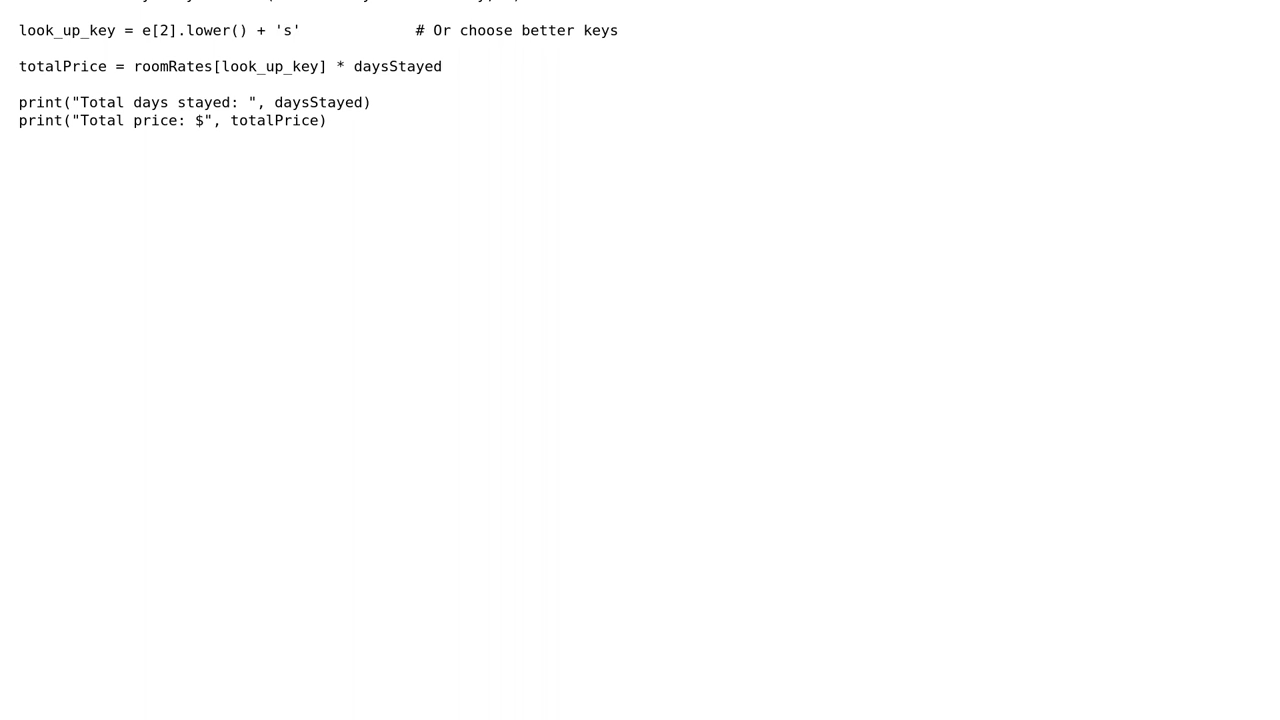 look_up_key = e[2].lower() + 's'             # Or choose better keys
totalPrice = roomRates[look_up_key] * daysStayed
print("Total days stayed: ", daysStayed)
print("Total price: $", totalPrice)